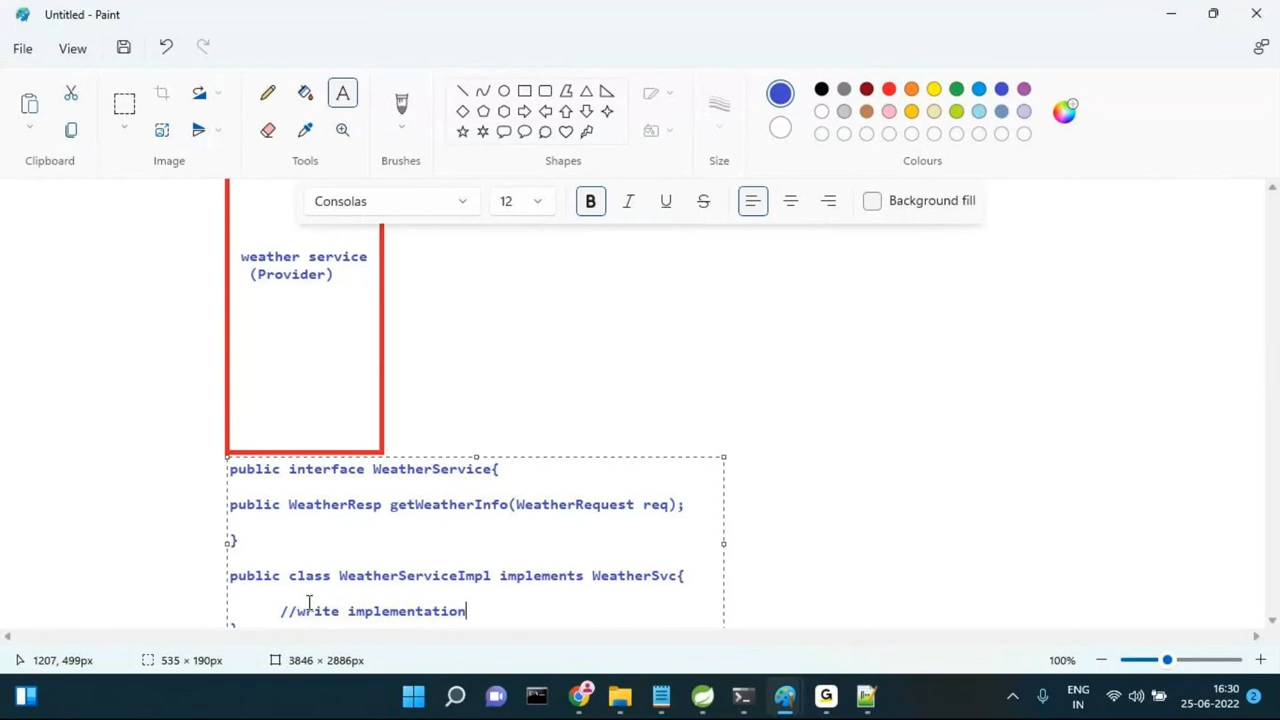 Untitled - Paint
File
View
Clipboard
Image
Tools
Brushes
Shapes
Size
Colours
Consolas
12
B
I
U
S
Background fill
weather service
(Provider)
public interface WeatherService{
public WeatherResp getWeatherInfo(WeatherRequest req);
}
public class WeatherServiceImpl implements WeatherSvc{
//write implementation
}
1207, 499px
535 × 190px
3846 × 2886px
100%
ENG
IN
16:30
25-06-2022
2